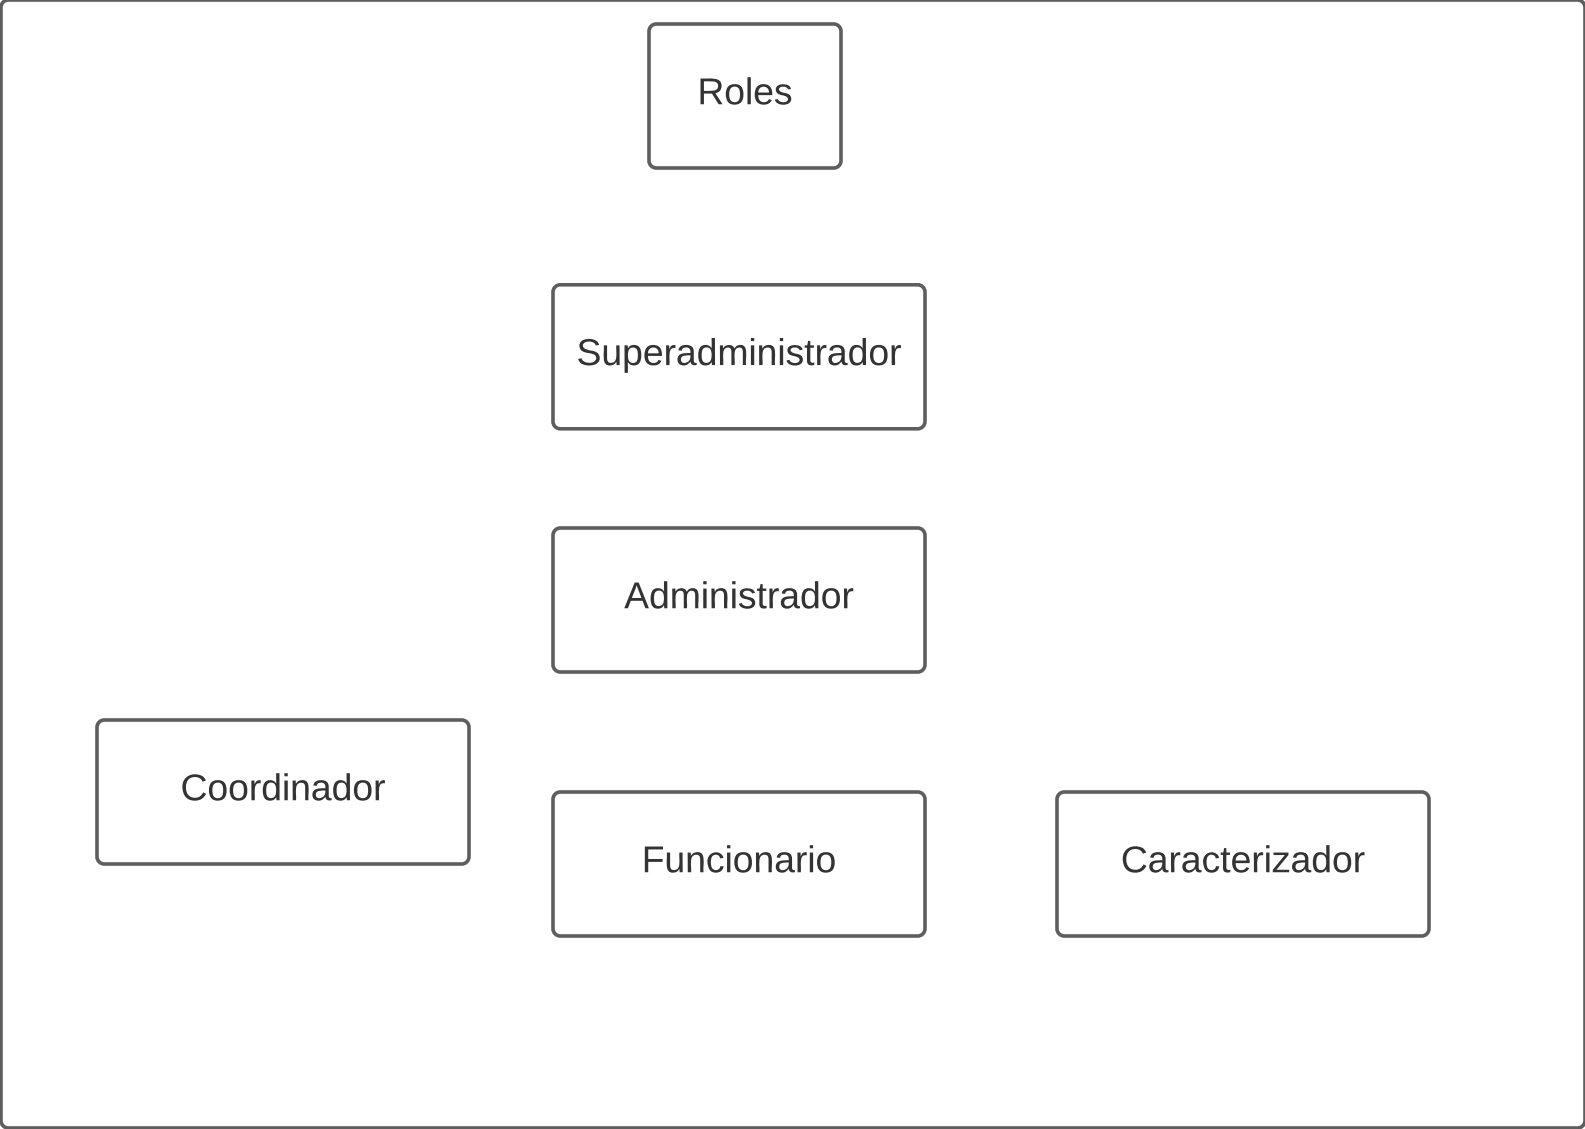 Roles
Superadministrador
Administrador
Coordinador
Funcionario
Caracterizador